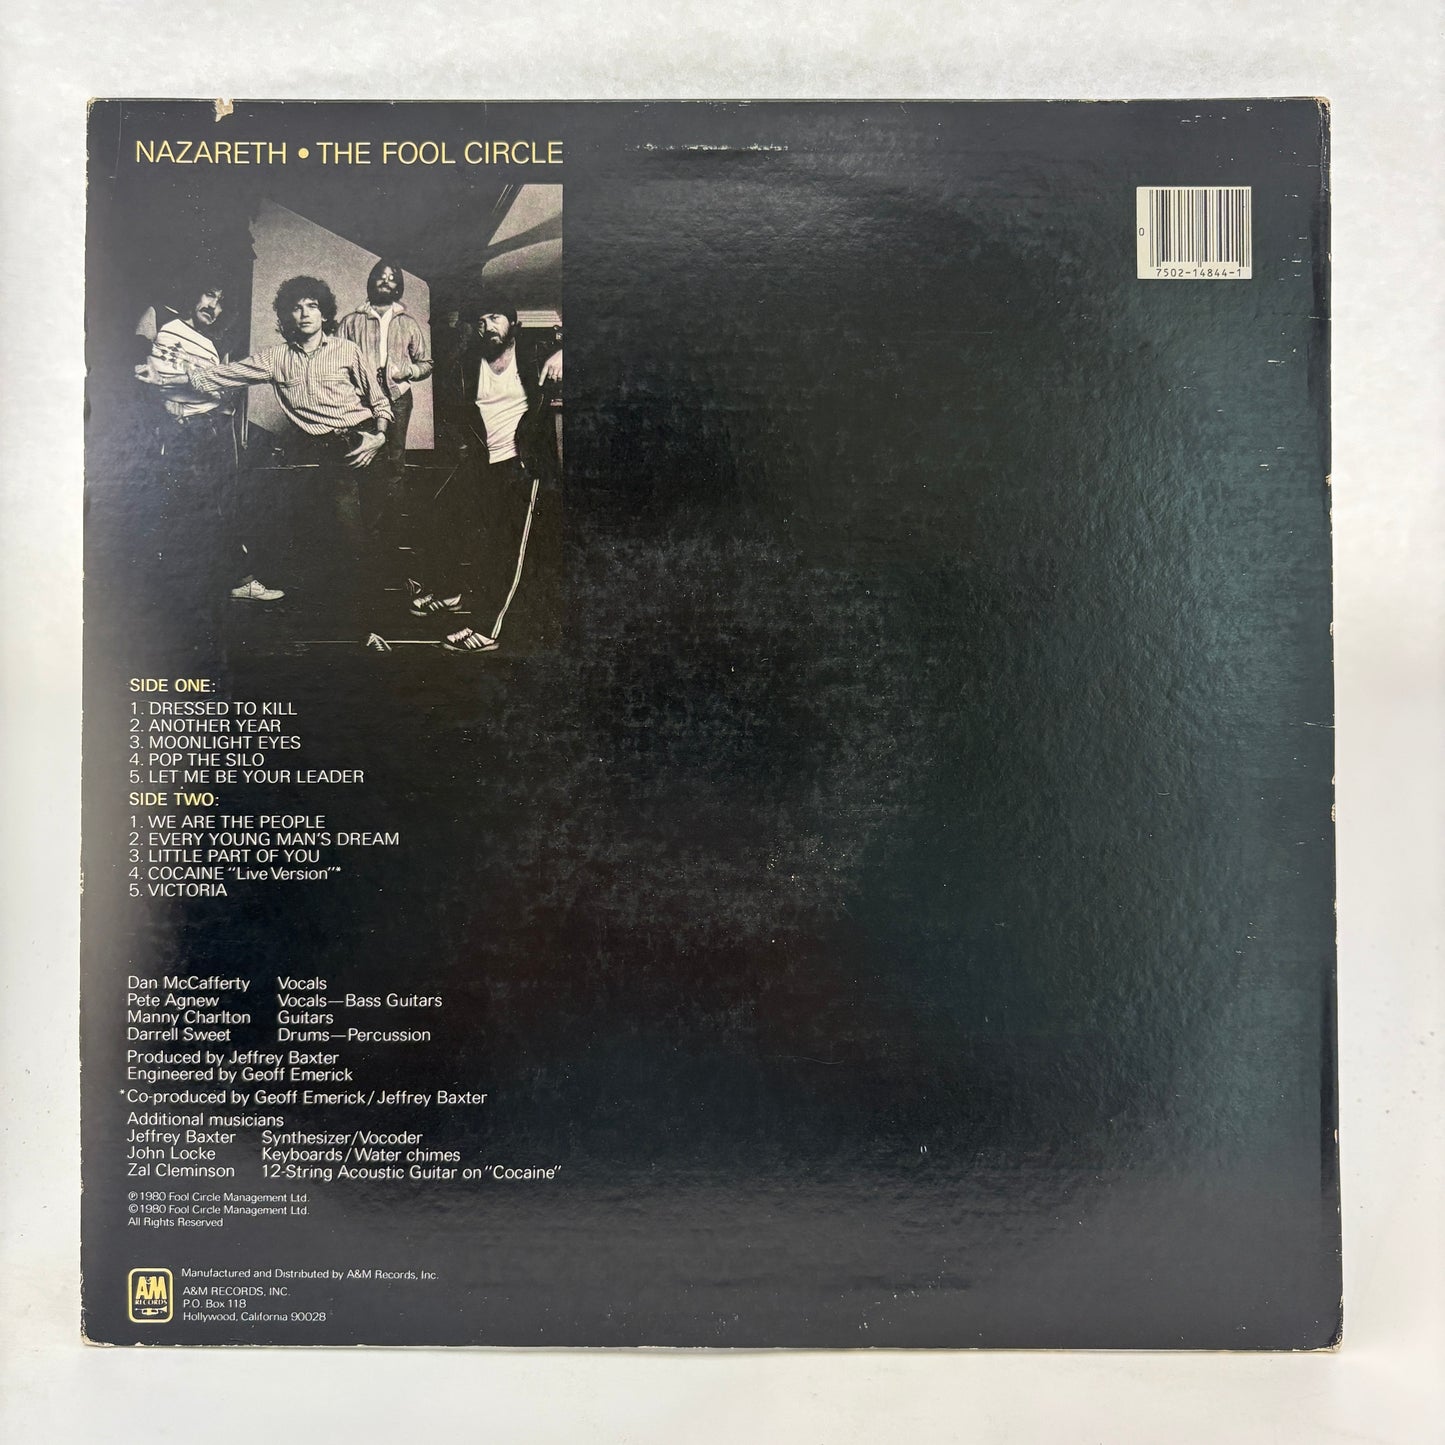 NAZARETH • THE FOOL CIRCLE
0
7502-14844-1
SIDE ONE:
1. DRESSED TO KILL
2. ANOTHER YEAR
3. MOONLIGHT EYES
4. POP THE SILO
5. LET ME BE YOUR LEADER
SIDE TWO:
1. WE ARE THE PEOPLE
2. EVERY YOUNG MAN'S DREAM
3. LITTLE PART OF YOU
4. COCAINE "Live Version"*
5. VICTORIA
Dan McCafferty Vocals
Pete Agnew Vocals—Bass Guitars
Manny Charlton Guitars
Darrell Sweet Drums—Percussion
Produced by Jeffrey Baxter
Engineered by Geoff Emerick
*Co-produced by Geoff Emerick/Jeffrey Baxter
Additional musicians
Jeffrey Baxter Synthesizer/Vocoder
John Locke Keyboards/Water chimes
Zal Cleminson 12-String Acoustic Guitar on "Cocaine"
℗1980 Fool Circle Management Ltd.
©1980 Fool Circle Management Ltd.
All Rights Reserved
A&M
RECORDS
Manufactured and Distributed by A&M Records, Inc.
A&M RECORDS, INC.
P.O. Box 118
Hollywood, California 90028